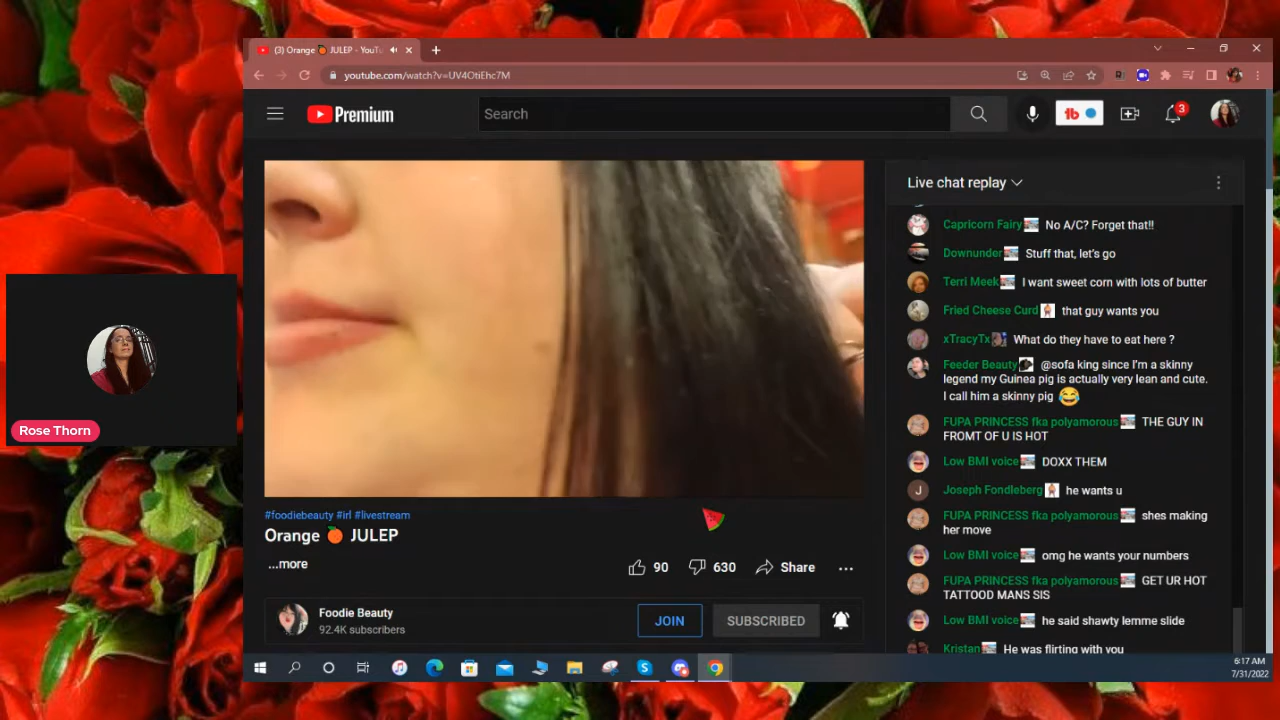 (3) Orange 🍊 JULEP - YouTu
youtube.com/watch?v=UV4OtiEhc7M
Premium
Search
3
Live chat replay
Capricorn Fairy No A/C? Forget that!!
Downunder Stuff that, let's go
Terri Meek I want sweet corn with lots of butter
Fried Cheese Curd that guy wants you
xTracyTx What do they have to eat here ?
Feeder Beauty @sofa king since I'm a skinny
legend my Guinea pig is actually very lean and cute.
I call him a skinny pig 😂
FUPA PRINCESS fka polyamorous THE GUY IN
FROMT OF U IS HOT
Low BMI voice DOXX THEM
J Joseph Fondleberg he wants u
FUPA PRINCESS fka polyamorous shes making
her move
Low BMI voice omg he wants your numbers
FUPA PRINCESS fka polyamorous GET UR HOT
TATTOOD MANS SIS
Low BMI voice he said shawty lemme slide
Kristan He was flirting with you
Rose Thorn
#foodiebeauty #irl #livestream
Orange 🍊 JULEP
...more
90 630 Share ...
Foodie Beauty
92.4K subscribers
JOIN SUBSCRIBED
6:17 AM
7/31/2022